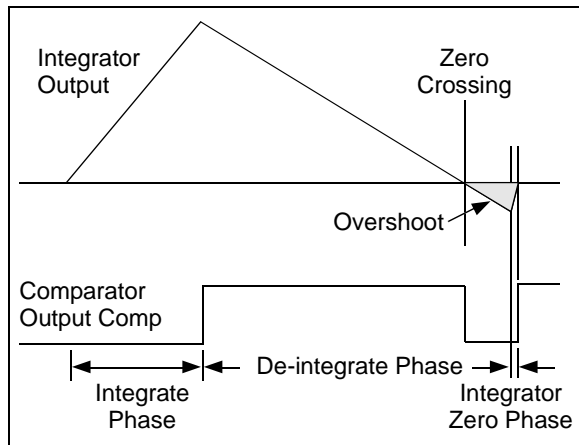 Integrator
Output
Zero
Crossing
Overshoot
Comparator
Output Comp
De-integrate Phase
Integrate
Phase
Integrator
Zero Phase